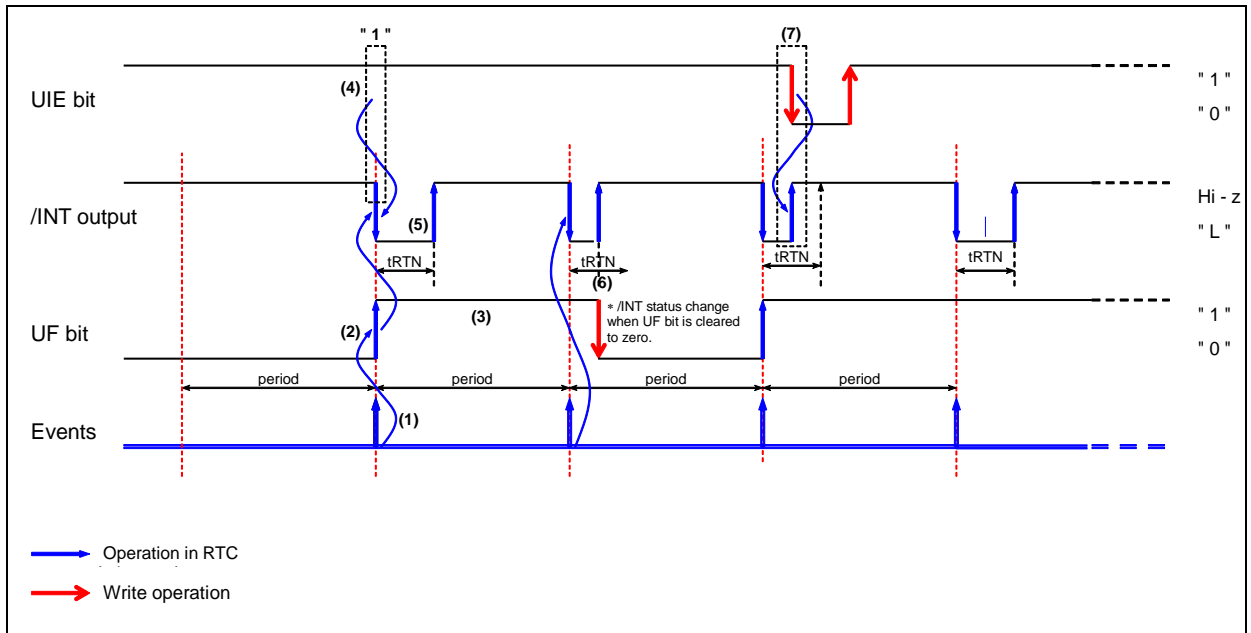 " 1 "
(7)
UIE bit
(4)
" 1 "
" 0 "
/INT output
(5)
Hi - z
" L "
tRTN
tRTN
tRTN
tRTN
(6)
UF bit
(2)
(3)
* /INT status change
when UF bit is cleared
to zero.
" 1 "
" 0 "
period
period
period
period
Events
(1)
Operation in RTC
Write operation